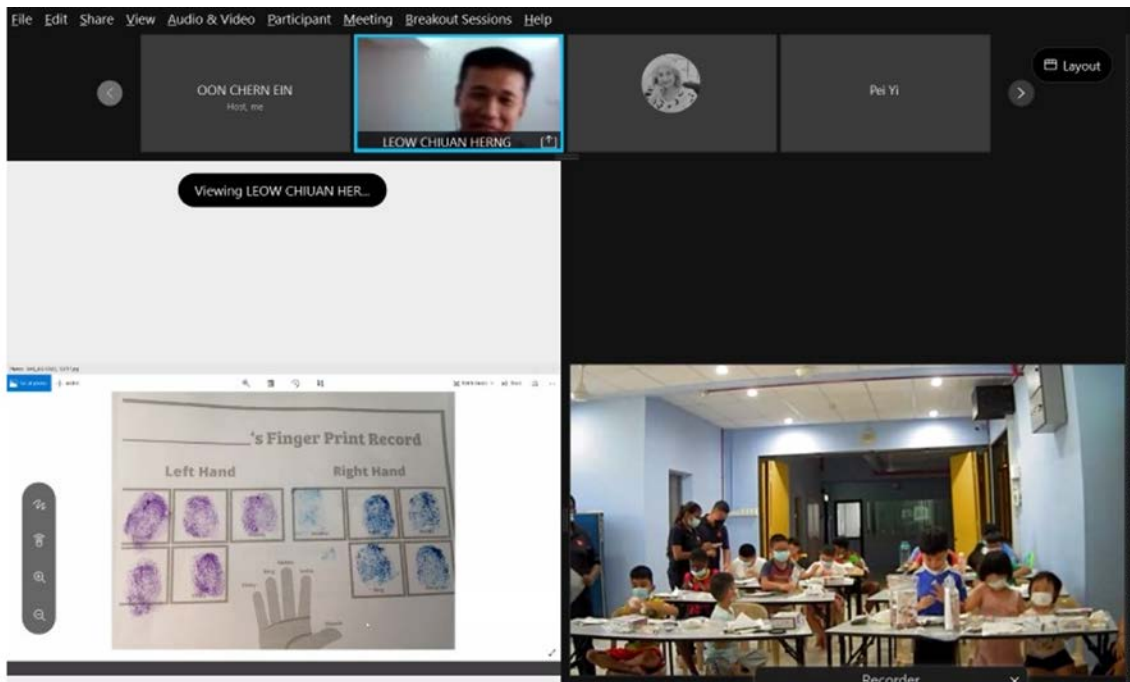 File Edit Share View Audio & Video Participant Meeting Breakout Sessions Help
OON CHERN EIN
Host, me
LEOW CHIUAN HERNG
Pei Yi
Layout
Viewing LEOW CHIUAN HER...
's Finger Print Record
Left Hand Right Hand
Recorder